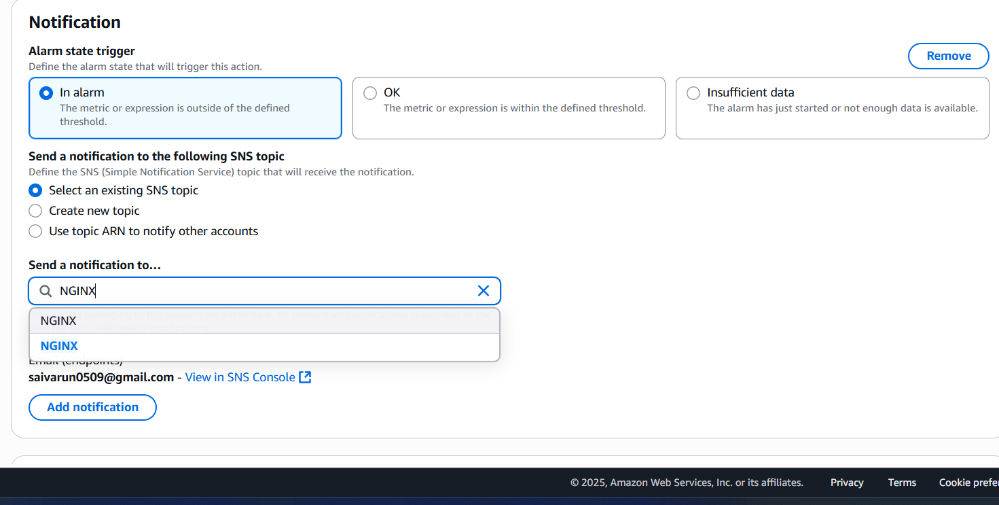 Notification
Alarm state trigger
Define the alarm state that will trigger this action.
Remove
In alarm
The metric or expression is outside of the defined
threshold.
OK
The metric or expression is within the defined threshold.
Insufficient data
The alarm has just started or not enough data is available.
Send a notification to the following SNS topic
Define the SNS (Simple Notification Service) topic that will receive the notification.
Select an existing SNS topic
Create new topic
Use topic ARN to notify other accounts
Send a notification to…
NGINX
NGINX
NGINX
Email (endpoints)
saivarun0509@gmail.com - View in SNS Console
Add notification
© 2025, Amazon Web Services, Inc. or its affiliates.
Privacy
Terms
Cookie prefer